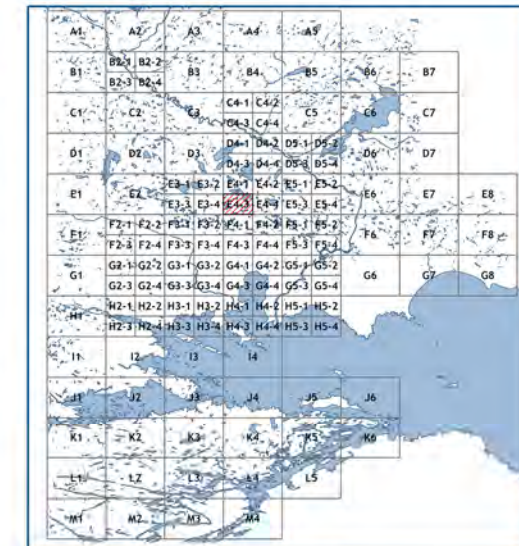 A1 A2 A3 A4 A5
B1 B2-1 B2-2 B3 B4 B5 B6 B7
B2-3 B2-4
C1 C2 C3 C4-1 C4-2 C5 C6 C7
C4-3 C4-4
D1 D2 D3 D4-1 D4-2 D5-1 D5-2 D6 D7
D4-3 D4-4 D5-3 D5-4
E1 E2 E3-1 E3-2 E4-1 E4-2 E5-1 E5-2 E6 E7 E8
E3-3 E3-4 E4-3 E4-4 E5-3 E5-4
F1 F2-1 F2-2 F3-1 F3-2 F4-1 F4-2 F5-1 F5-2 F6 F7 F8
F2-3 F2-4 F3-3 F3-4 F4-3 F4-4 F5-3 F5-4
G1 G2-1 G2-2 G3-1 G3-2 G4-1 G4-2 G5-1 G5-2 G6 G7 G8
G2-3 G2-4 G3-3 G3-4 G4-3 G4-4 G5-3 G5-4
H1 H2-1 H2-2 H3-1 H3-2 H4-1 H4-2 H5-1 H5-2
H2-3 H2-4 H3-3 H3-4 H4-3 H4-4 H5-3 H5-4
I1 I2 I3 I4
J1 J2 J3 J4 J5 J6
K1 K2 K3 K4 K5 K6
L1 L2 L3 L4 L5
M1 M2 M3 M4